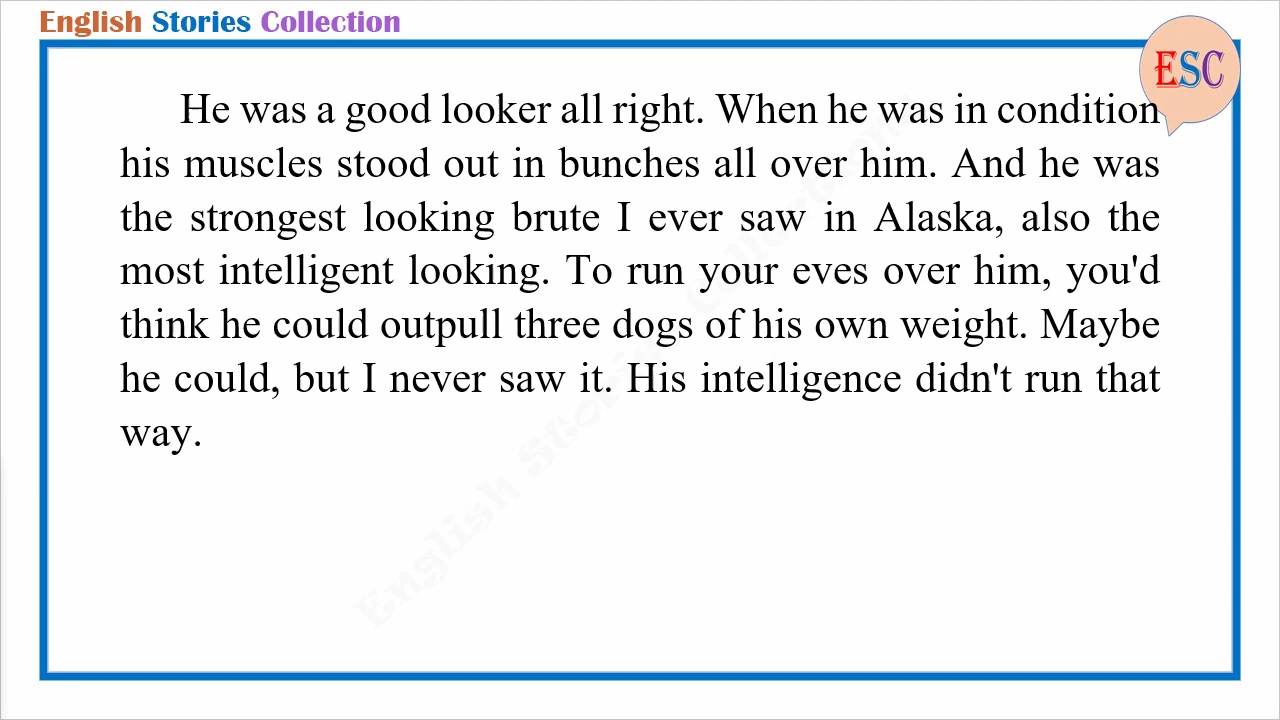 English Stories Collection
ESC
He was a good looker all right. When he was in condition
his muscles stood out in bunches all over him. And he was
the strongest looking brute I ever saw in Alaska, also the
most intelligent looking. To run your eves over him, you'd
think he could outpull three dogs of his own weight. Maybe
he could, but I never saw it. His intelligence didn't run that
way.
English Stories Collection